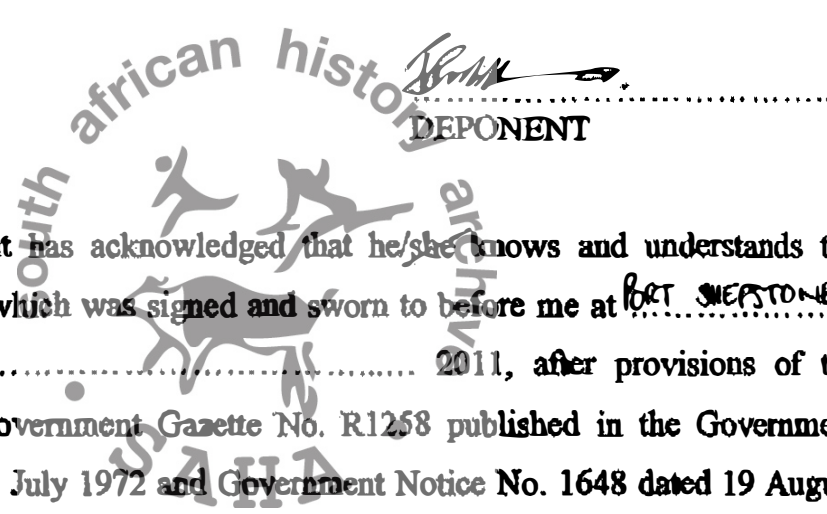 south african history archive
SAHA
DEPONENT
t has acknowledged that he/she knows and understands t
which was signed and sworn to before me at PORT SHEPSTONE
2011, after provisions of t
overnment Gazette No. R1258 published in the Governme
July 1972 and Government Notice No. 1648 dated 19 Augu